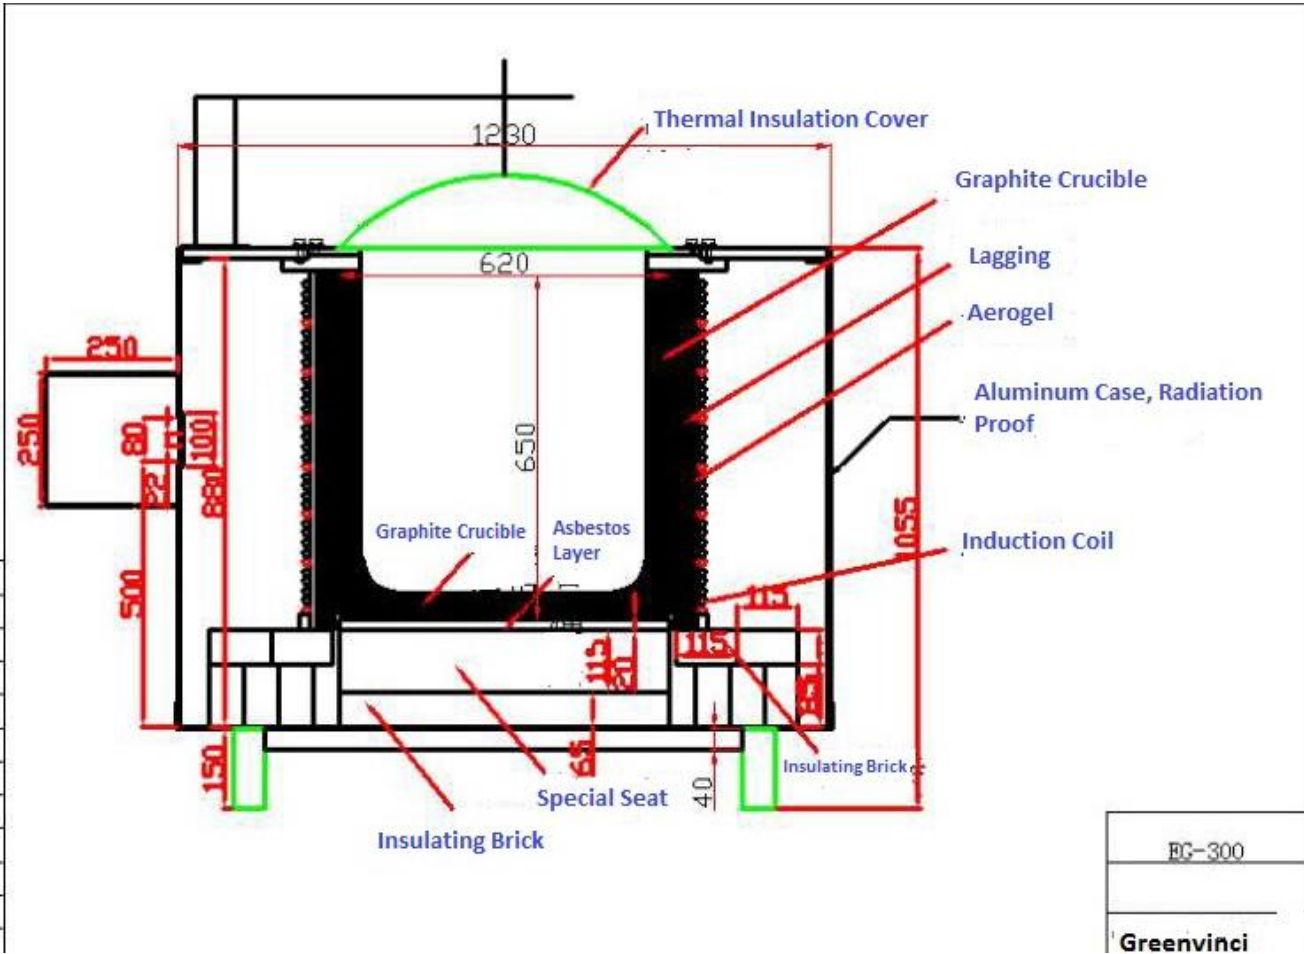 Thermal Insulation Cover
1230
Graphite Crucible
620
Lagging
Aerogel
250
Aluminum Case, Radiation
Proof
250
80
100
650
880
Graphite Crucible
Asbestos
Layer
1055
Induction Coil
500
115
115
115
20
85
150
65
40
Insulating Brick
Special Seat
Insulating Brick
EG-300
Greenvinci